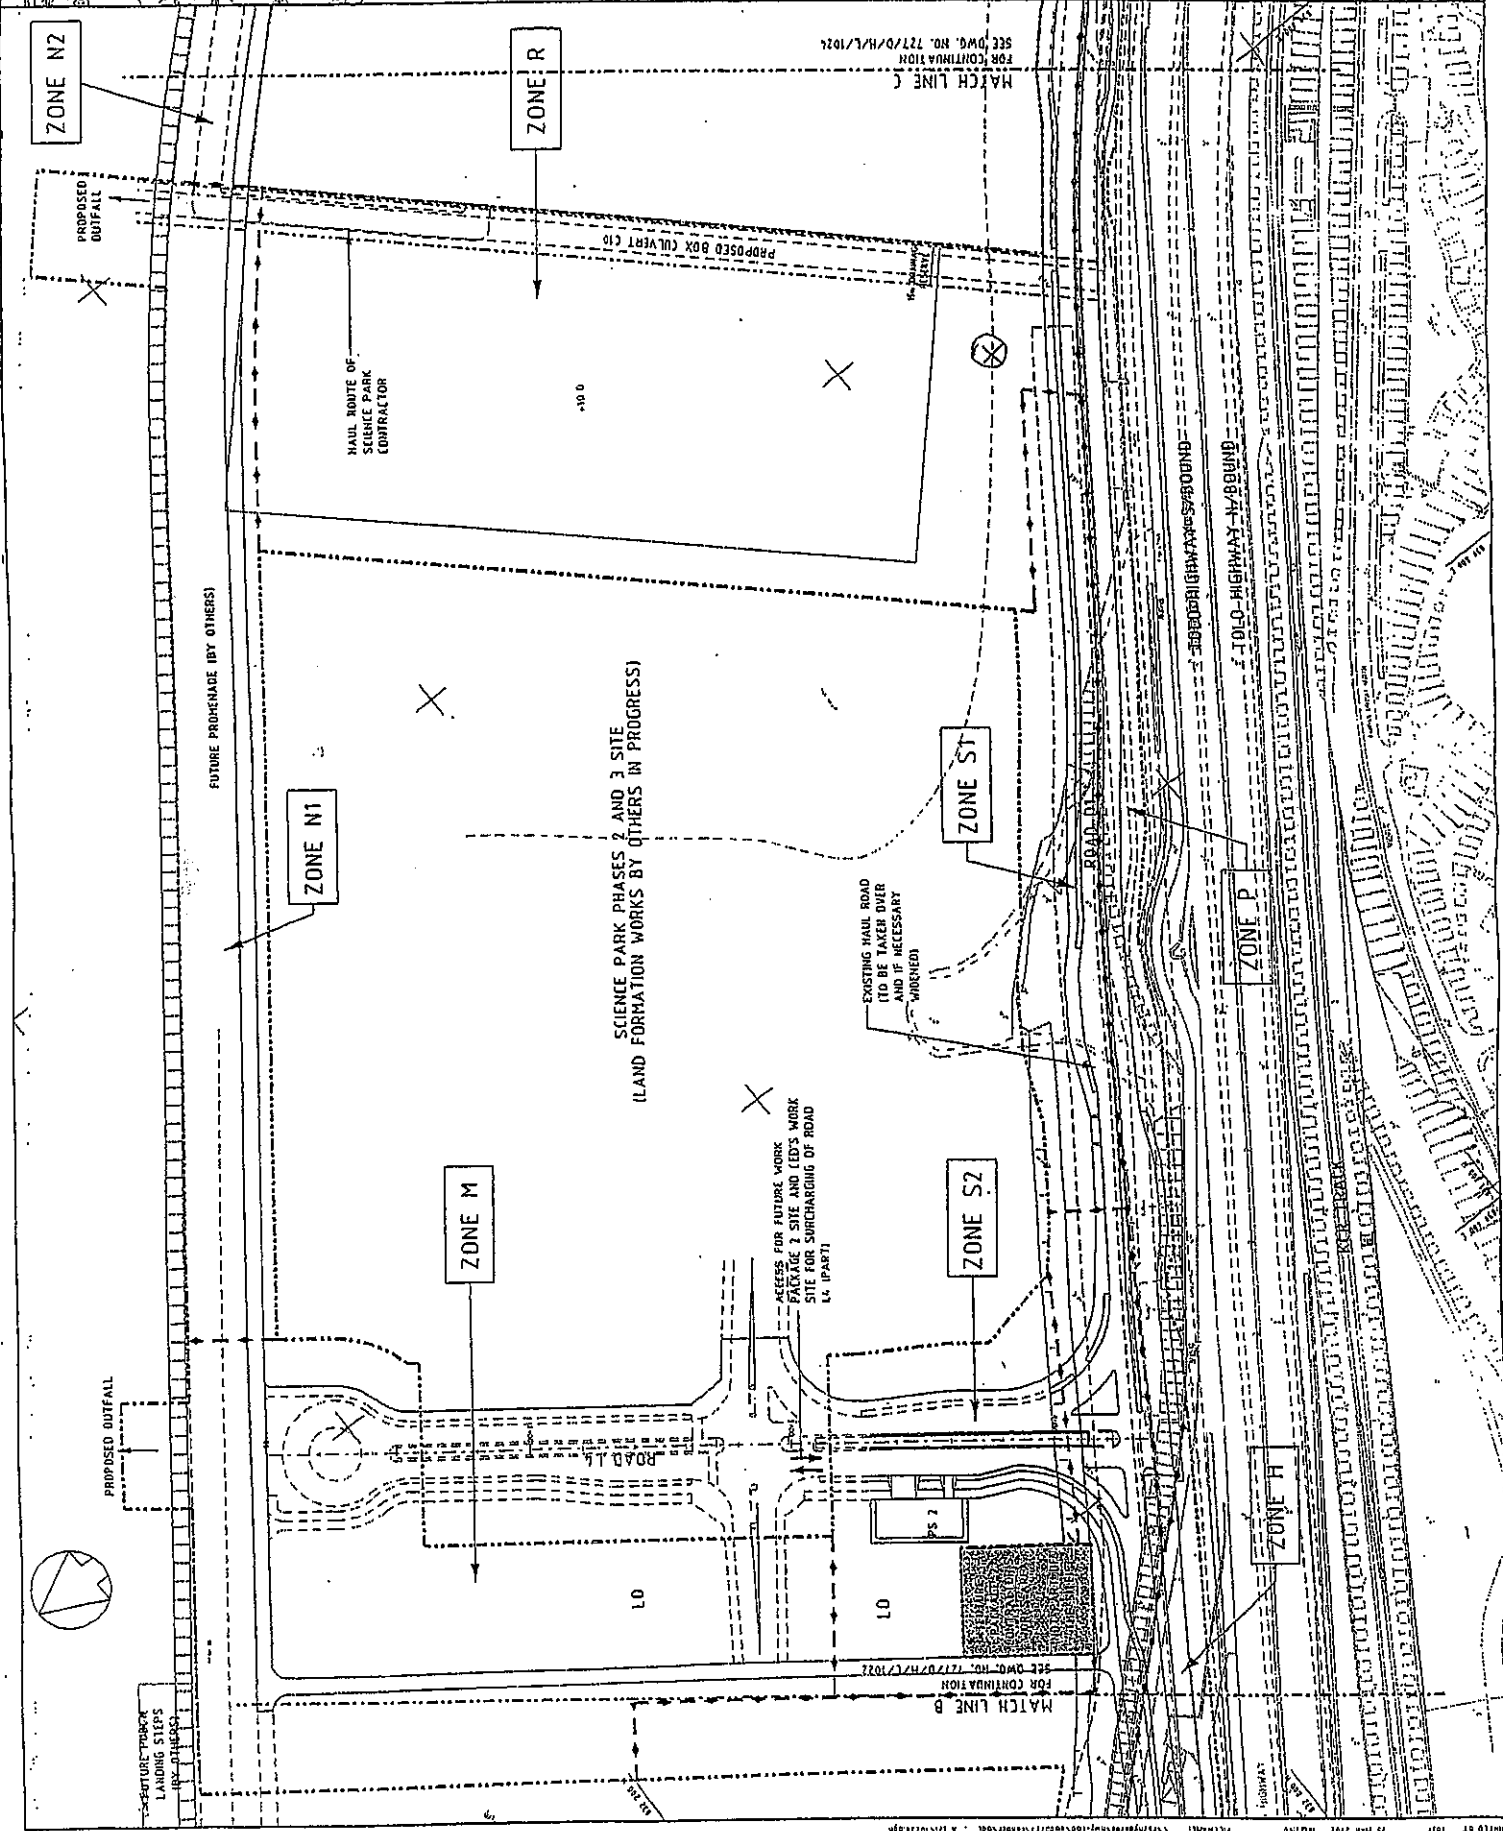 ZONE N2
PROPOSED
OUTFALL
ZONE R
MATCH LINE C
FOR CONTINUATION
SEE DWG. NO. 727/D/H/L/1024
PROPOSED BOX CULVERT C10
HAUL ROUTE OF
SCIENCE PARK
CONTRACTOR
FUTURE PROMENADE (BY OTHERS)
ZONE N1
SCIENCE PARK PHASES 2 AND 3 SITE
(LAND FORMATION WORKS BY OTHERS IN PROGRESS)
ZONE S1
ROAD D1
TOLO HIGHWAY S/BOUND
TOLO HIGHWAY N/BOUND
ZONE P
EXISTING HAUL ROAD
(TO BE TAKEN OVER
AND IF NECESSARY
WIDENED)
ZONE M
ACCESS FOR FUTURE WORK
PACKAGE 2 SITE AND CED'S WORK
SITE FOR SURCHARGING OF ROAD
L4 (PART)
ZONE S2
KCR TRACK
PROPOSED OUTFALL
ROAD L4
PS 2
ZONE H
LO
LO
MATCH LINE B
FOR CONTINUATION
SEE DWG. NO. 727/D/H/L/1022
LANDING STEPS
(BY OTHERS)
HIGHWAY